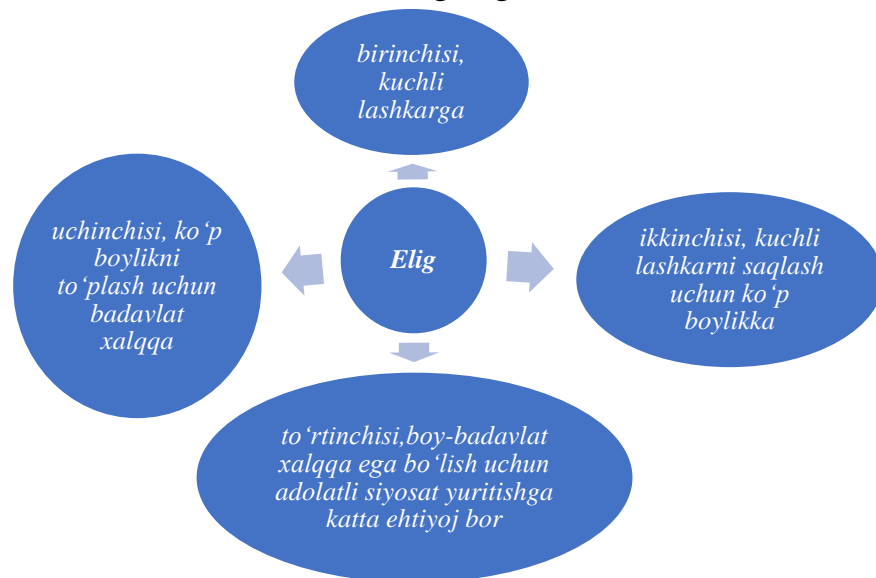 birinchisi,
kuchli
lashkarga
uchinchisi, ko‘p
boylikni
to‘plash uchun
badavlat
xalqqa
Elig
ikkinchisi, kuchli
lashkarni saqlash
uchun ko‘p
boylikka
to‘rtinchisi,boy-badavlat
xalqqa ega bo‘lish uchun
adolatli siyosat yuritishga
katta ehtiyoj bor